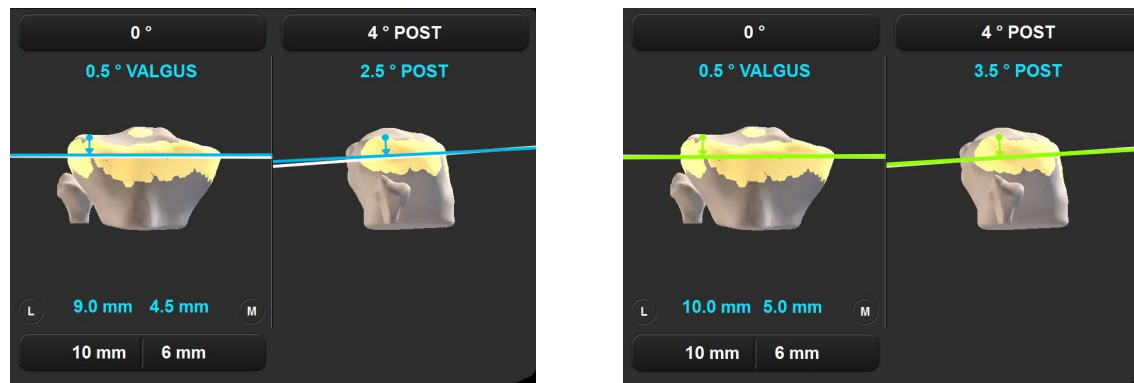 0 ° 4 ° POST
0.5 ° VALGUS 2.5 ° POST
L 9.0 mm 4.5 mm M
10 mm 6 mm
0 ° 4 ° POST
0.5 ° VALGUS 3.5 ° POST
L 10.0 mm 5.0 mm M
10 mm 6 mm